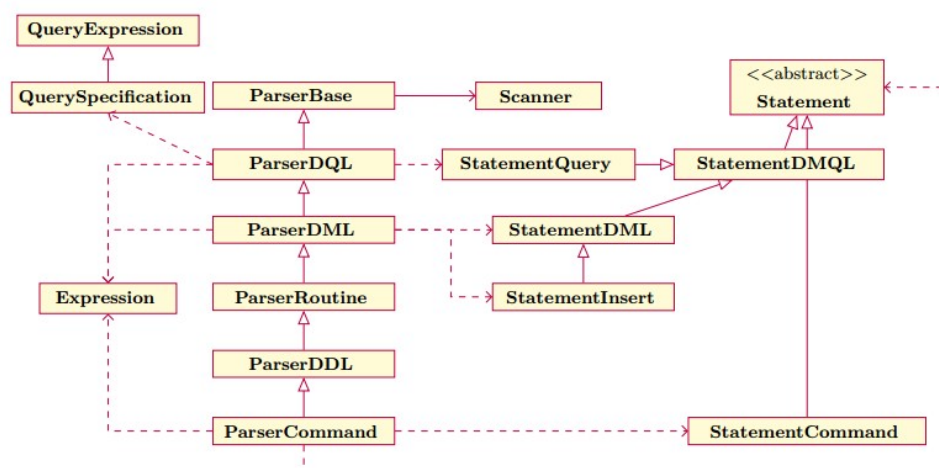 QueryExpression
<<abstract>>
QuerySpecification
ParserBase
Scanner
Statement
ParserDQL
StatementQuery
StatementDMQL
ParserDML
StatementDML
Expression
ParserRoutine
StatementInsert
ParserDDL
ParserCommand
StatementCommand